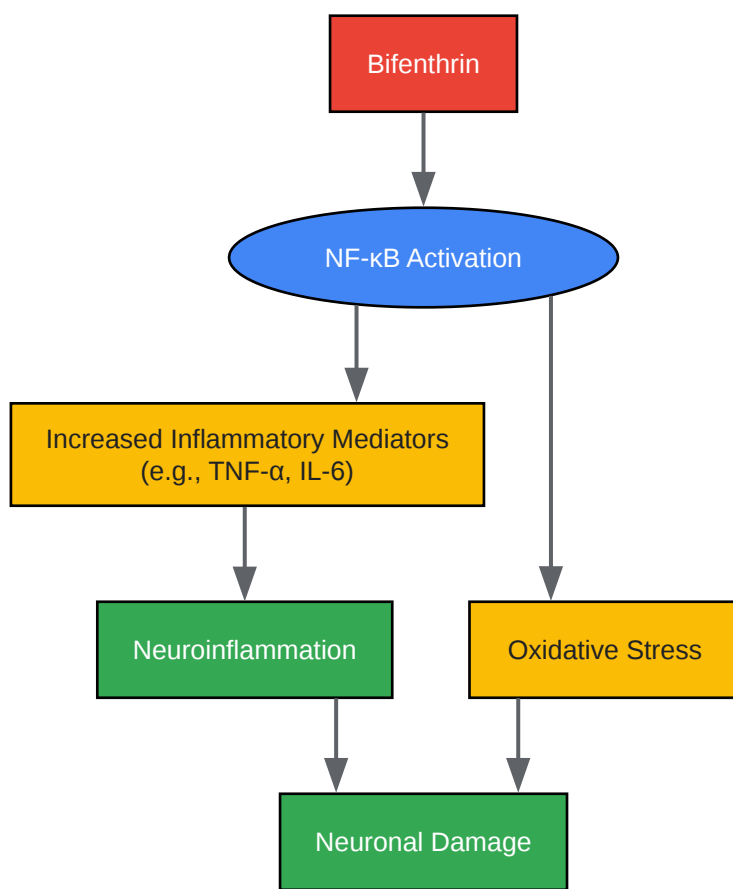 Bifenthrin
NF-κB Activation
Increased Inflammatory Mediators
(e.g., TNF-α, IL-6)
Neuroinflammation
Oxidative Stress
Neuronal Damage